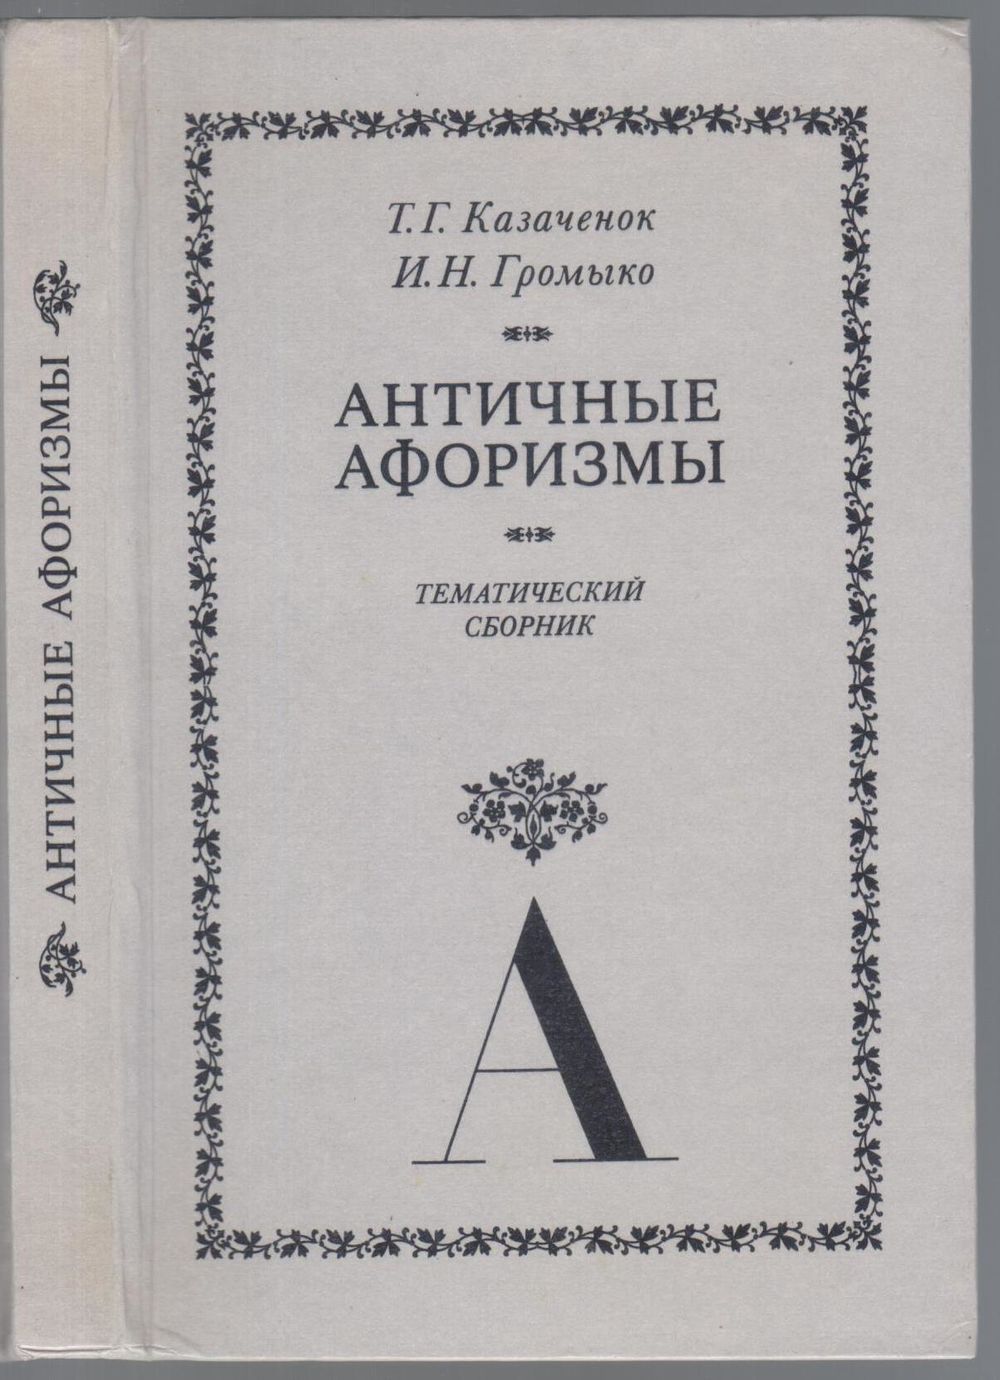 Т. Г. Казаченок
И. Н. Громыко
АНТИЧНЫЕ
АФОРИЗМЫ
ТЕМАТИЧЕСКИЙ
СБОРНИК
А
АНТИЧНЫЕ АФОРИЗМЫ